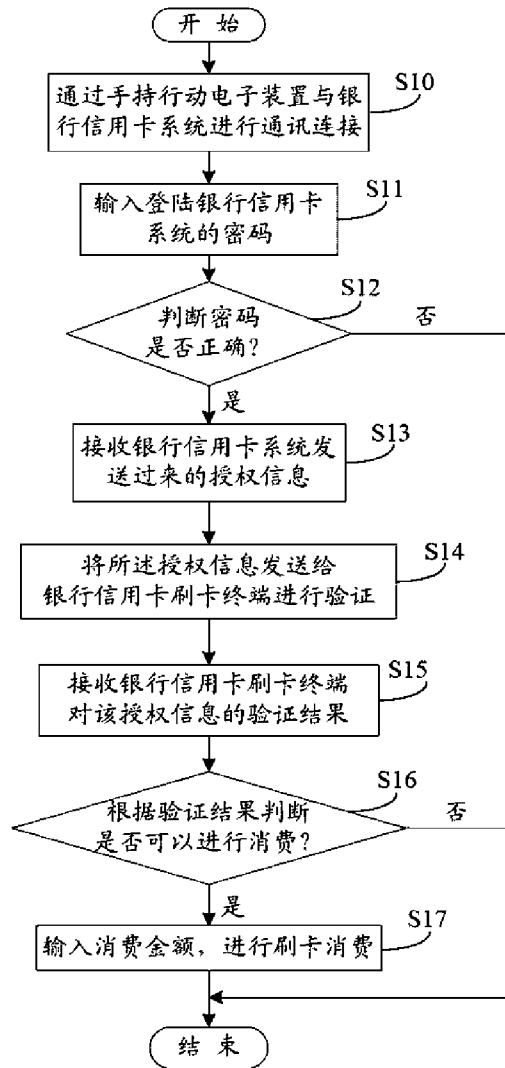 开始
S10
通过手持行动电子装置与银
行信用卡系统进行通讯连接
S11
输入登陆银行信用卡
系统的密码
S12
判断密码
是否正确?
否
是
S13
接收银行信用卡系统发
送过来的授权信息
S14
将所述授权信息发送给
银行信用卡刷卡终端进行验证
S15
接收银行信用卡刷卡终端
对该授权信息的验证结果
S16
根据验证结果判断
是否可以进行消费?
否
是
S17
输入消费金额，进行刷卡消费
结束